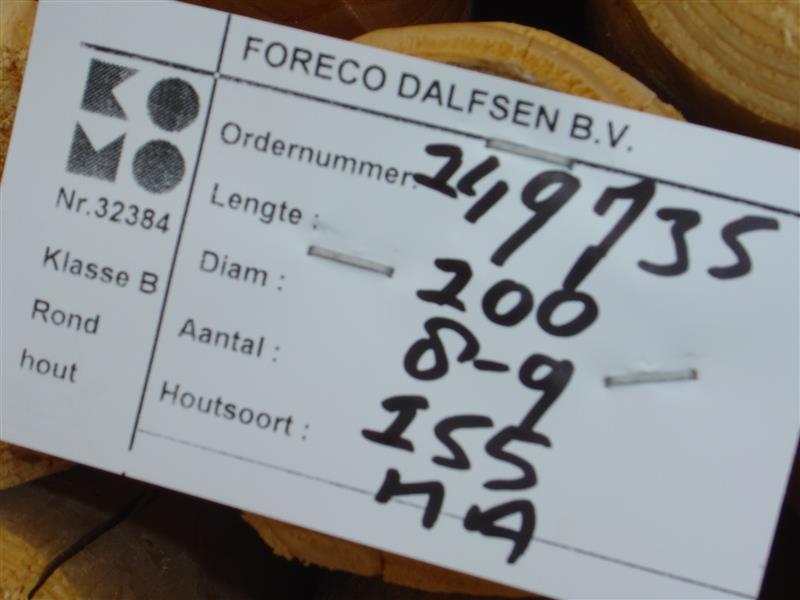 FORECO DALFSEN B.V.
KOMO
Nr.32384
Klasse B
Rond
hout
Ordernummer: 249735
Lengte : 200
Diam : 8-9
Aantal : 155
Houtsoort : MA